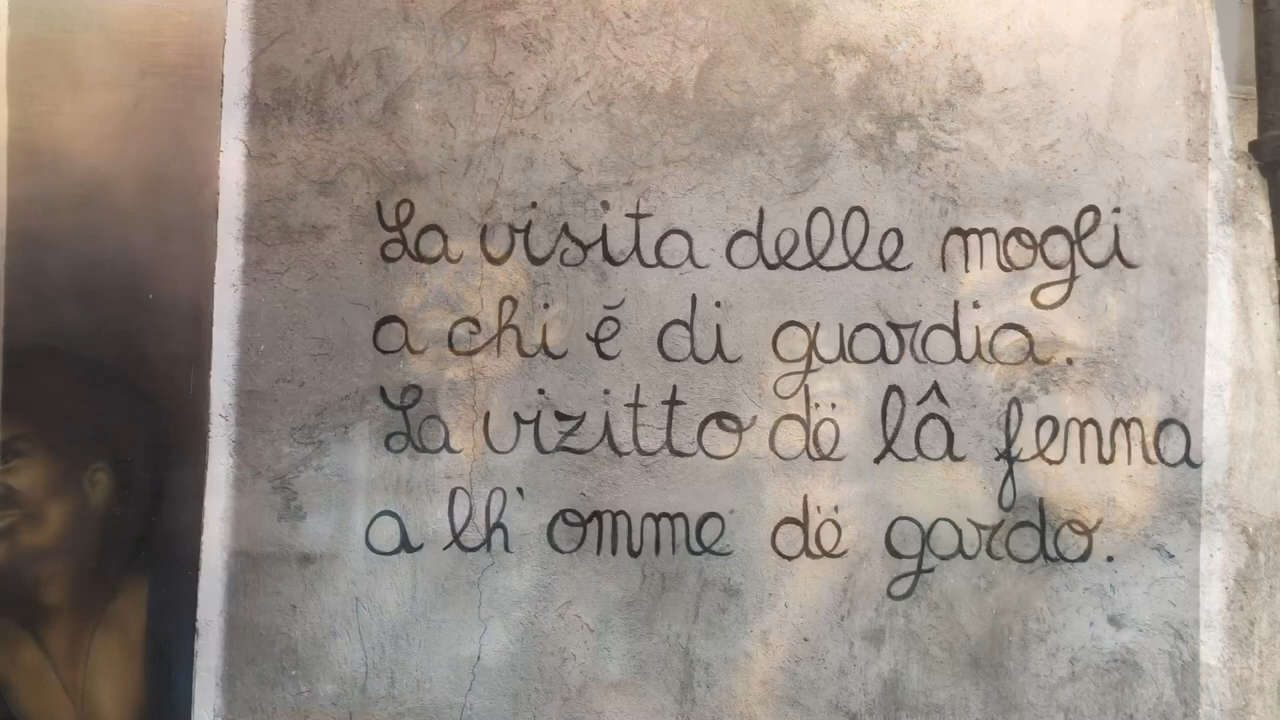 La visita delle mogli
a chi ĕ di guardia.
La vizitto dë lâ fenna
a lh' omme dë gardo.